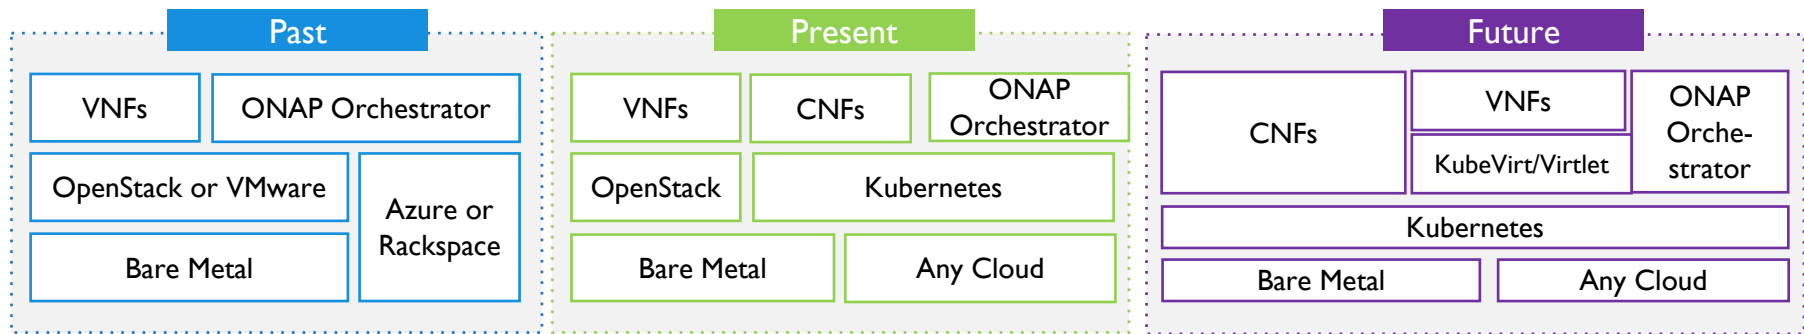 Past
VNFs
ONAP Orchestrator
OpenStack or VMware
Azure or
Rackspace
Bare Metal
Present
VNFs
CNFs
ONAP
Orchestrator
OpenStack
Kubernetes
Bare Metal
Any Cloud
Future
CNFs
VNFs
KubeVirt/Virtlet
ONAP
Orche-
strator
Kubernetes
Bare Metal
Any Cloud